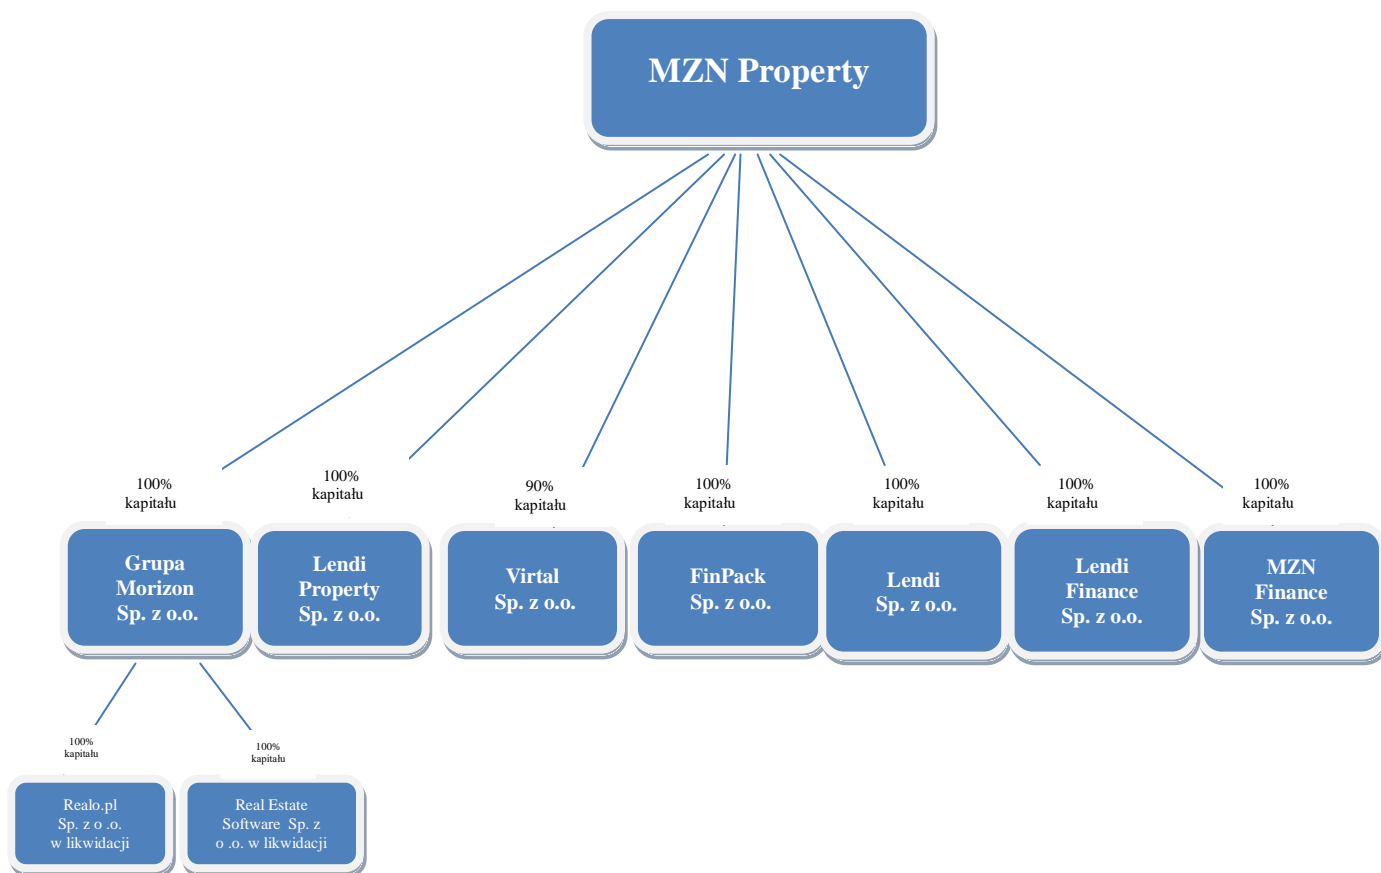 MZN Property
100%
kapitału
100%
kapitału
90%
kapitału
100%
kapitału
100%
kapitału
100%
kapitału
100%
kapitału
Grupa
Morizon
Sp. z o.o.
Lendi
Property
Sp. z o.o.
Virtal
Sp. z o.o.
FinPack
Sp. z o.o.
Lendi
Sp. z o.o.
Lendi
Finance
Sp. z o.o.
MZN
Finance
Sp. z o.o.
100%
kapitału
100%
kapitału
Realo.pl
Sp. z o .o.
w likwidacji
Real Estate
Software Sp. z
o .o. w likwidacji